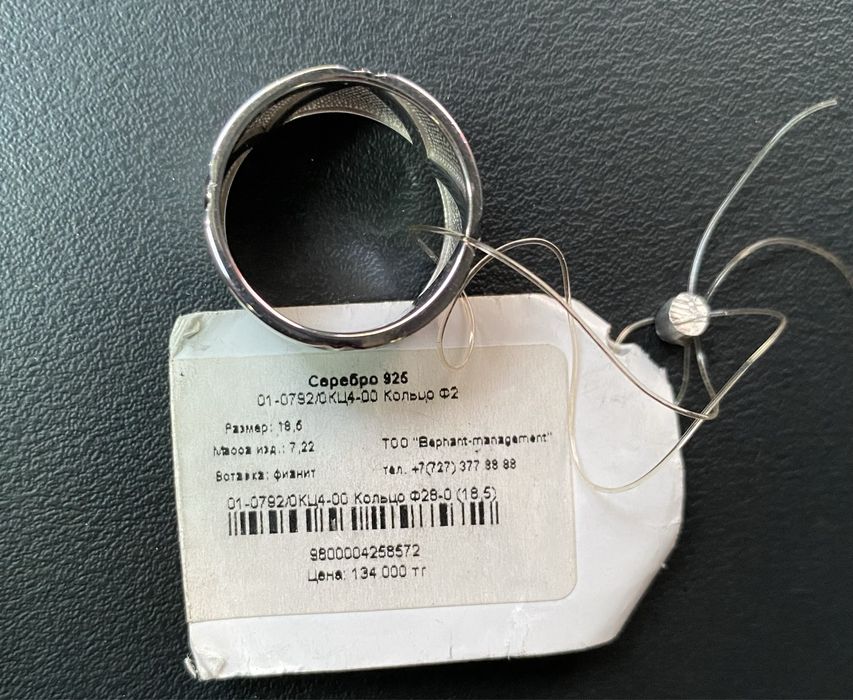 Серебро 925
01-0792/0КЦ4-00 Кольцо Ф2
Размер: 18,5
Масса изд.: 7,22
ТОО "Elephant-management"
Вставка: фианит
тел. +7(727) 377 88 88
01-0792/0КЦ4-00 Кольцо Ф28-0 (18,5)
9800004258572
Цена: 134 000 тг